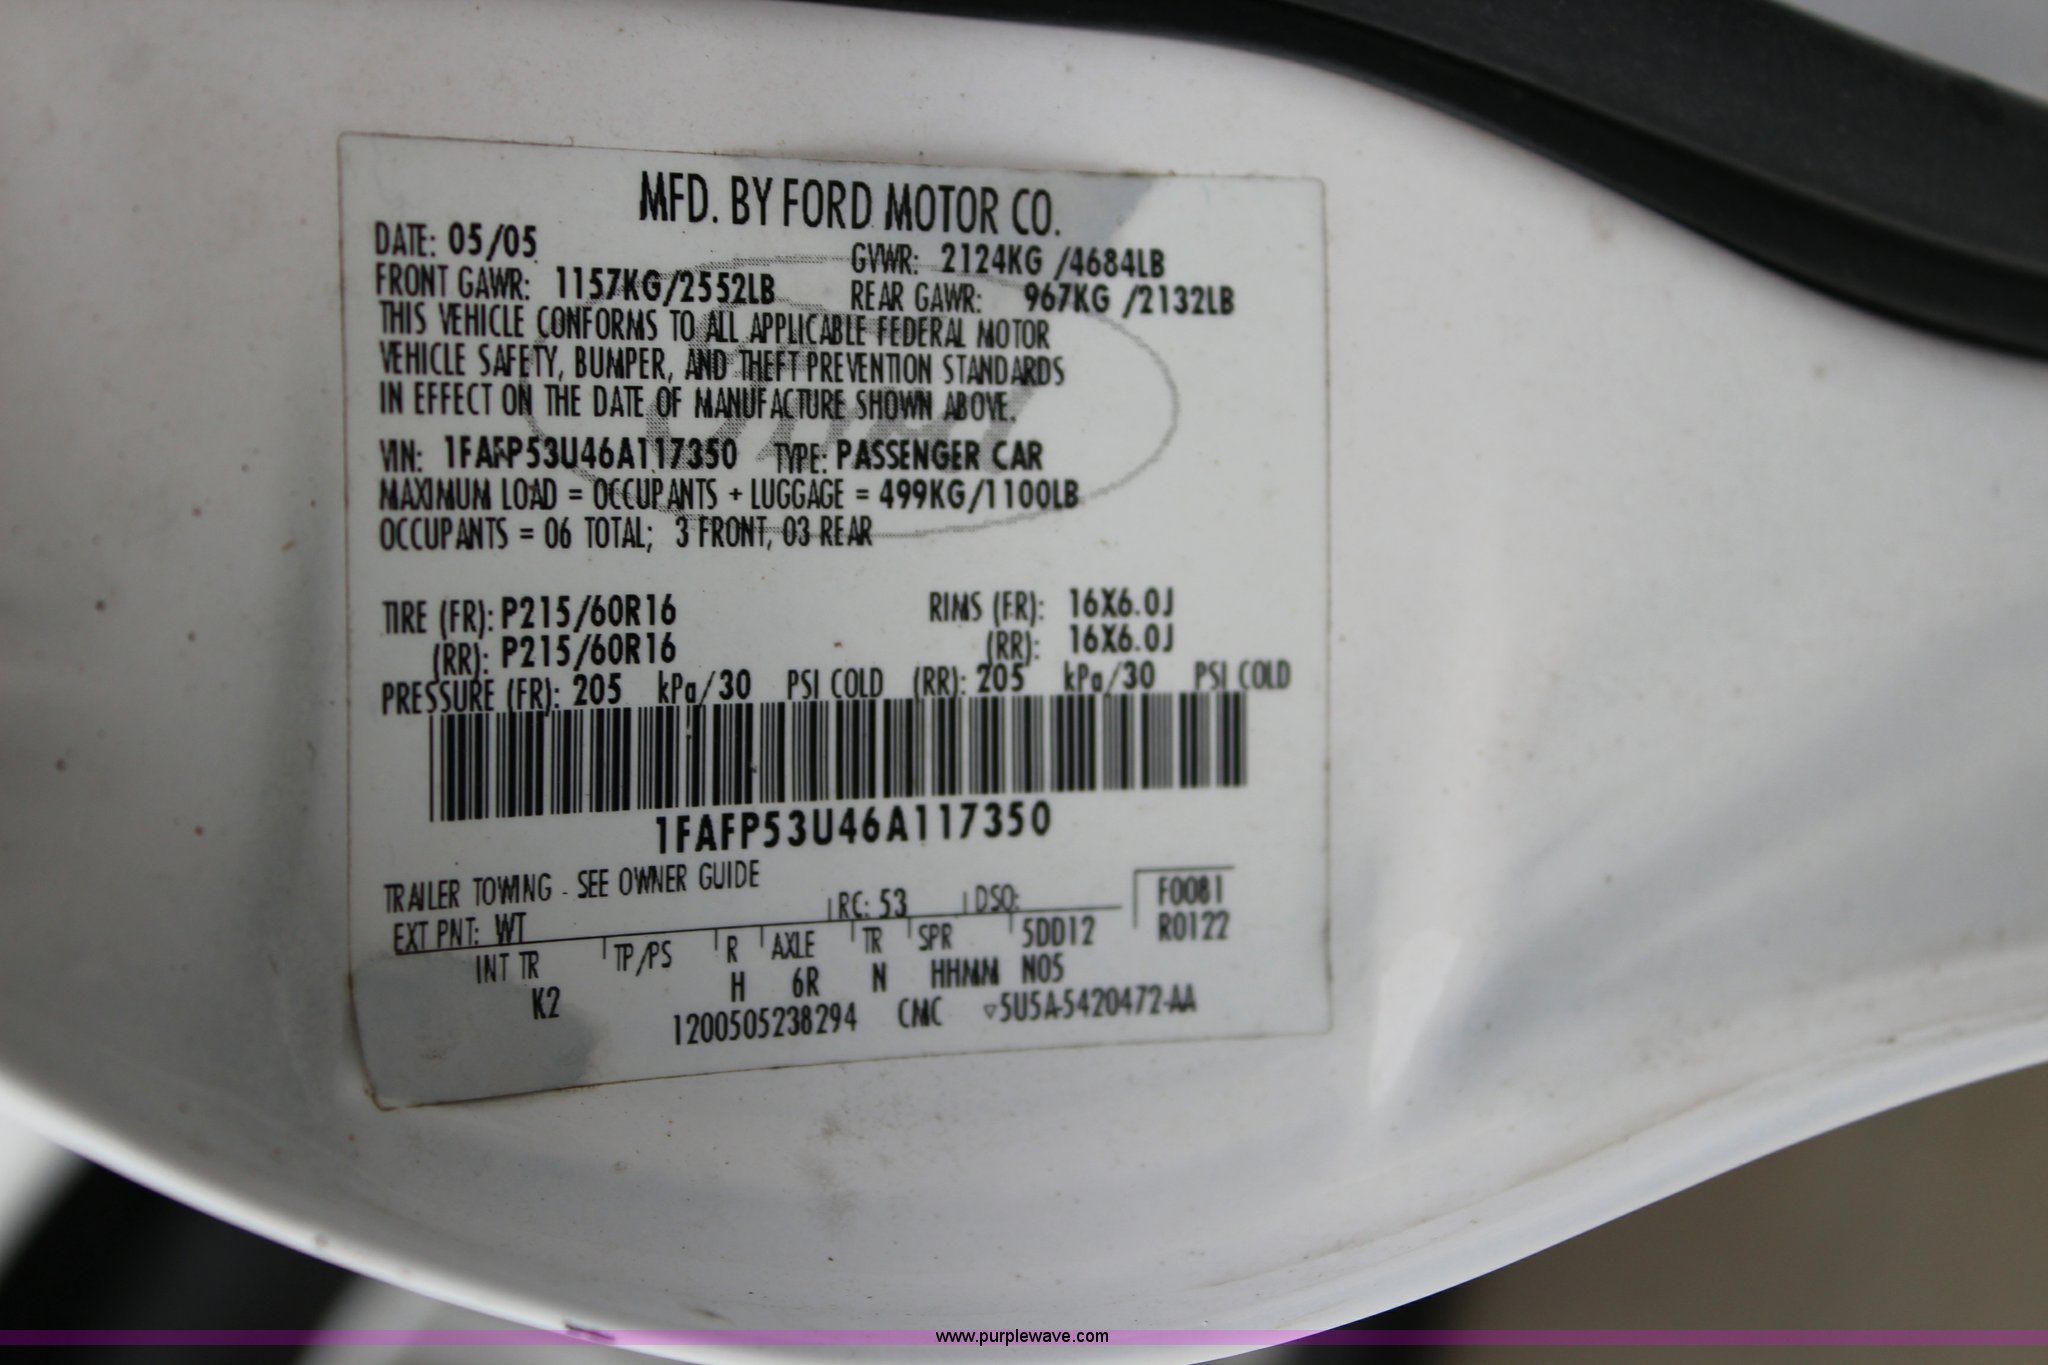 MFD. BY FORD MOTOR CO.
DATE: 05/05 GVWR: 2124KG /4684LB
FRONT GAWR: 1157KG/2552LB REAR GAWR: 967KG /2132LB
THIS VEHICLE CONFORMS TO ALL APPLICABLE FEDERAL MOTOR
VEHICLE SAFETY, BUMPER, AND THEFT PREVENTION STANDARDS
IN EFFECT ON THE DATE OF MANUFACTURE SHOWN ABOVE.
VIN: 1FAFP53U46A117350 TYPE: PASSENGER CAR
MAXIMUM LOAD = OCCUPANTS + LUGGAGE = 499KG/1100LB
OCCUPANTS = 06 TOTAL; 3 FRONT, 03 REAR
TIRE (FR): P215/60R16 RIMS (FR): 16X6.0J
(RR): P215/60R16 (RR): 16X6.0J
PRESSURE (FR): 205 kPa/30 PSI COLD (RR): 205 kPa/30 PSI COLD
1FAFP53U46A117350
TRAILER TOWING - SEE OWNER GUIDE
EXT PNT: WT RC: 53 DSO: F0081
INT TR TP/PS R AXLE TR SPR 5DD12 R0122
K2 H 6R N HHMM N05
1200505238294 CMC ▿5U5A-5420472-AA
www.purplewave.com